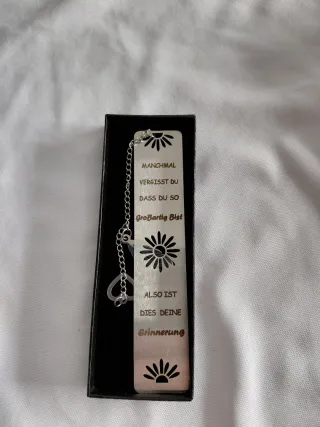 MANCHMAL
VERGISST DU
DASS DU SO
Großartig Bist
ALSO IST
DIES DEINE
Erinnerung